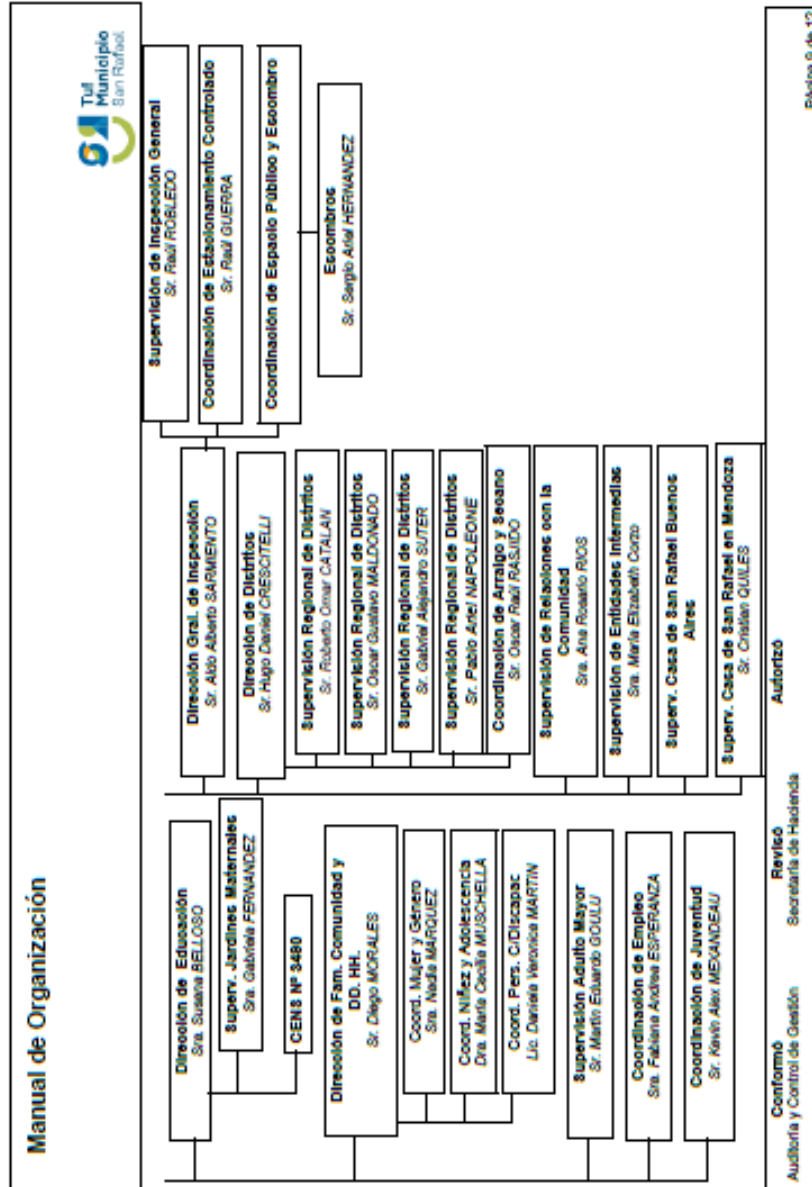 Manual de Organización
Tu!
Municipio
San Rafael
Dirección de Educación
Sra. Susana BELLOSO
Superv. Jardines Maternales
Sra. Gabriela FERNANDEZ
CENS Nº 3490
Dirección de Fam. Comunidad y
DD. HH.
Sr. Diego MORALES
Coord. Mujer y Género
Sra. Nadia MÁRQUEZ
Coord. Niñez y Adolescencia
Dra. María Cecilia MUSCHELLA
Coord. Pers. C/Discapac
Lic. Daniela Veronica MARTIN
Supervisión Adulto Mayor
Sr. Martín Eduardo GOULU
Coordinación de Empleo
Sra. Fabiana Andrea ESPERANZA
Coordinación de Juventud
Sr. Kevin Alex MEXANDEAU
Dirección Gral. de Inspección
Sr. Aldo Alberto SARMIENTO
Dirección de Distritos
Sr. Hugo Daniel CRESCITELLI
Supervisión Regional de Distritos
Sr. Roberto Omar CATALAN
Supervisión Regional de Distritos
Sr. Oscar Gustavo MALDONADO
Supervisión Regional de Distritos
Sr. Gabriel Alejandro SUTER
Supervisión Regional de Distritos
Sr. Pablo Ariel NAPOLEONE
Coordinación de Arraigo y Secano
Sr. Oscar Raúl RASJIDO
Supervisión de Relaciones con la
Comunidad
Sra. Ana Rosario RIOS
Supervisión de Entidades Intermedias
Sra. María Elizabeth Corzo
Superv. Casa de San Rafael Buenos
Aires
Superv. Casa de San Rafael en Mendoza
Sr. Cristian QUILES
Supervisión de Inspección General
Sr. Raúl ROBLEDO
Coordinación de Estacionamiento Controlado
Sr. Raúl GUERRA
Coordinación de Espacio Público y Escombro
Escombros
Sr. Sergio Ariel HERNANDEZ
Conformó
Auditoría y Control de Gestión
Revisó
Secretaría de Hacienda
Autorizó
Página 9 de 12